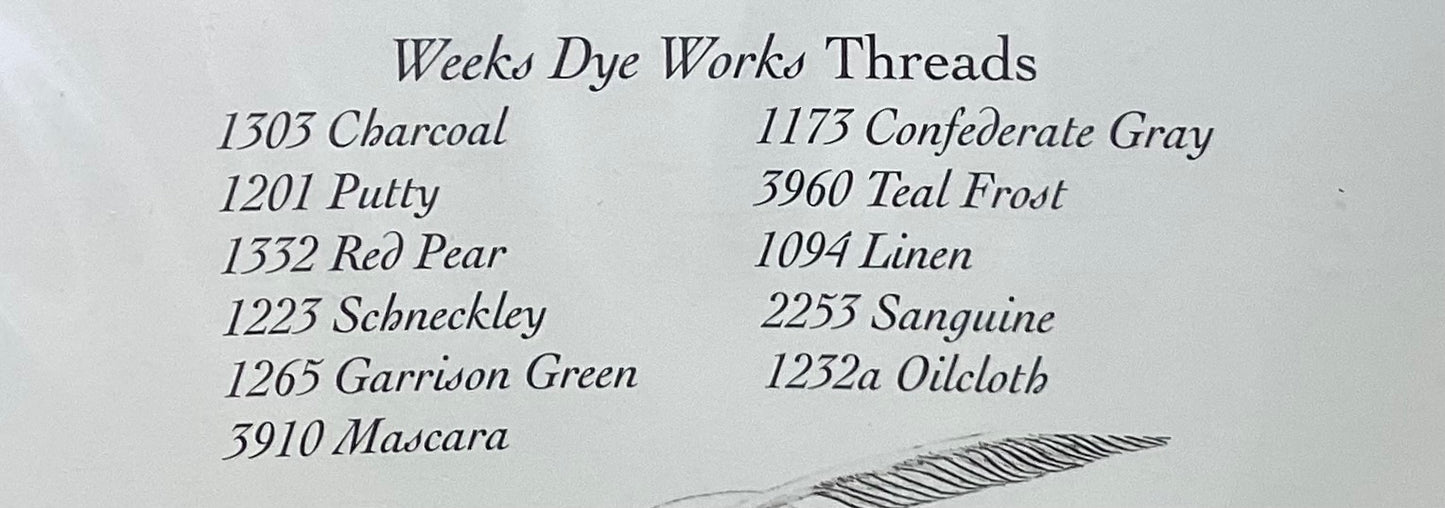 Weeks Dye Works Threads
1303 Charcoal
1201 Putty
1332 Red Pear
1223 Schneckley
1265 Garrison Green
3910 Mascara
1173 Confederate Gray
3960 Teal Frost
1094 Linen
2253 Sanguine
1232a Oilcloth